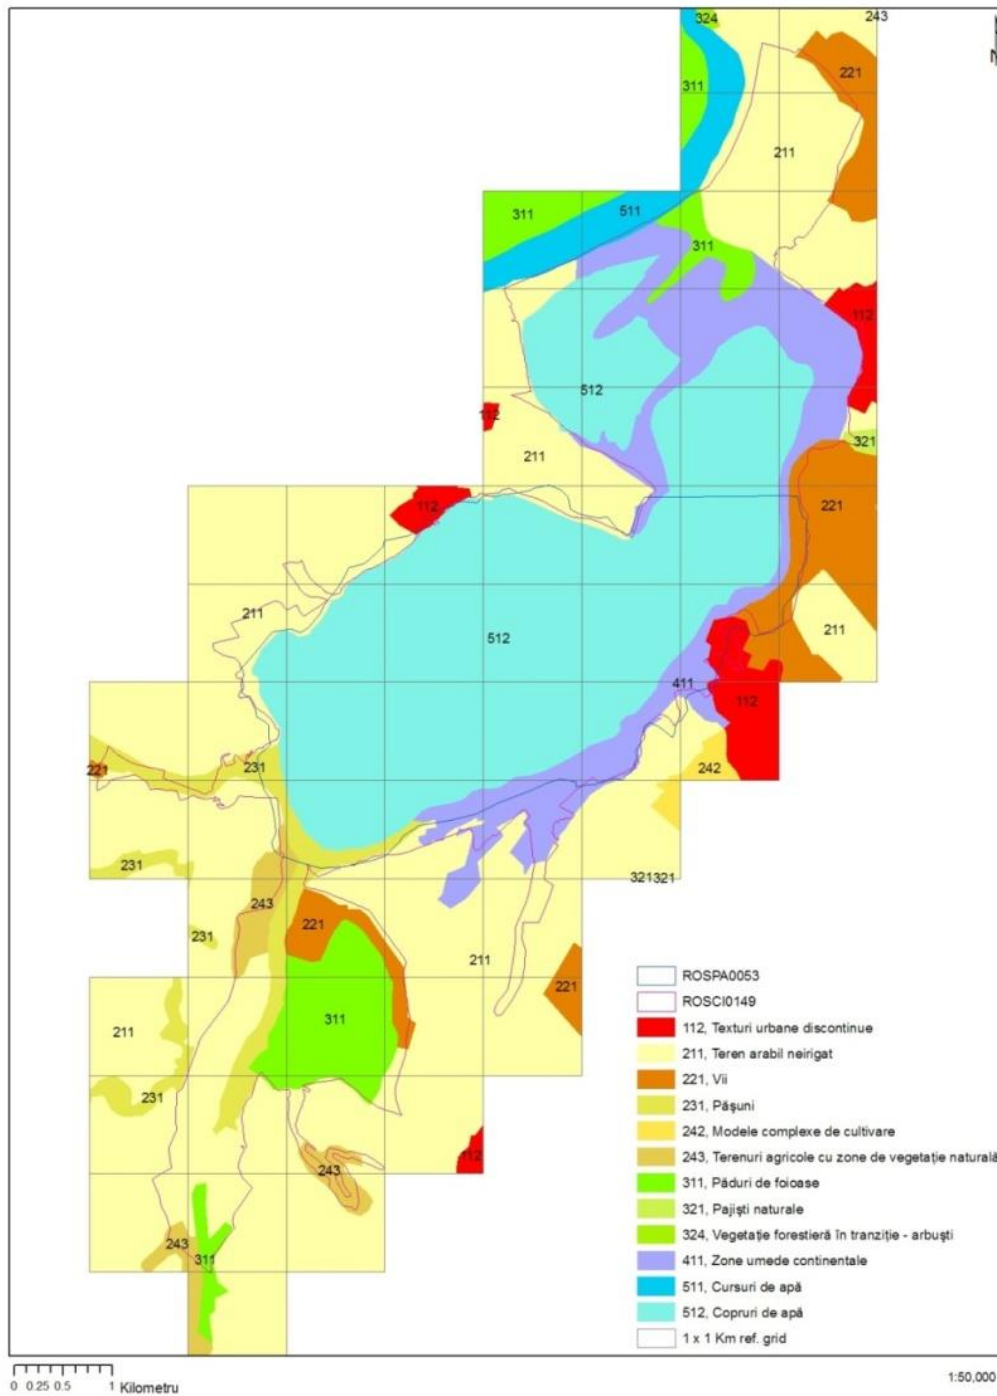 324
243
221
311
211
311
511
311
112
512
112
321
211
221
112
211
512
211
411
112
231
221
242
231
321321
243
221
231
211
221
211
311
231
112
243
243
311
ROSPA0053
ROSCI0149
112, Texturi urbane discontinue
211, Teren arabil neirigat
221, Vii
231, Pășuni
242, Modele complexe de cultivare
243, Terenuri agricole cu zone de vegetație naturală
311, Păduri de foioase
321, Pajiști naturale
324, Vegetație forestieră în tranziție - arbuști
411, Zone umede continentale
511, Cursuri de apă
512, Copruri de apă
1 x 1 Km ref. grid
0 0.25 0.5 1 Kilometru
1:50,000